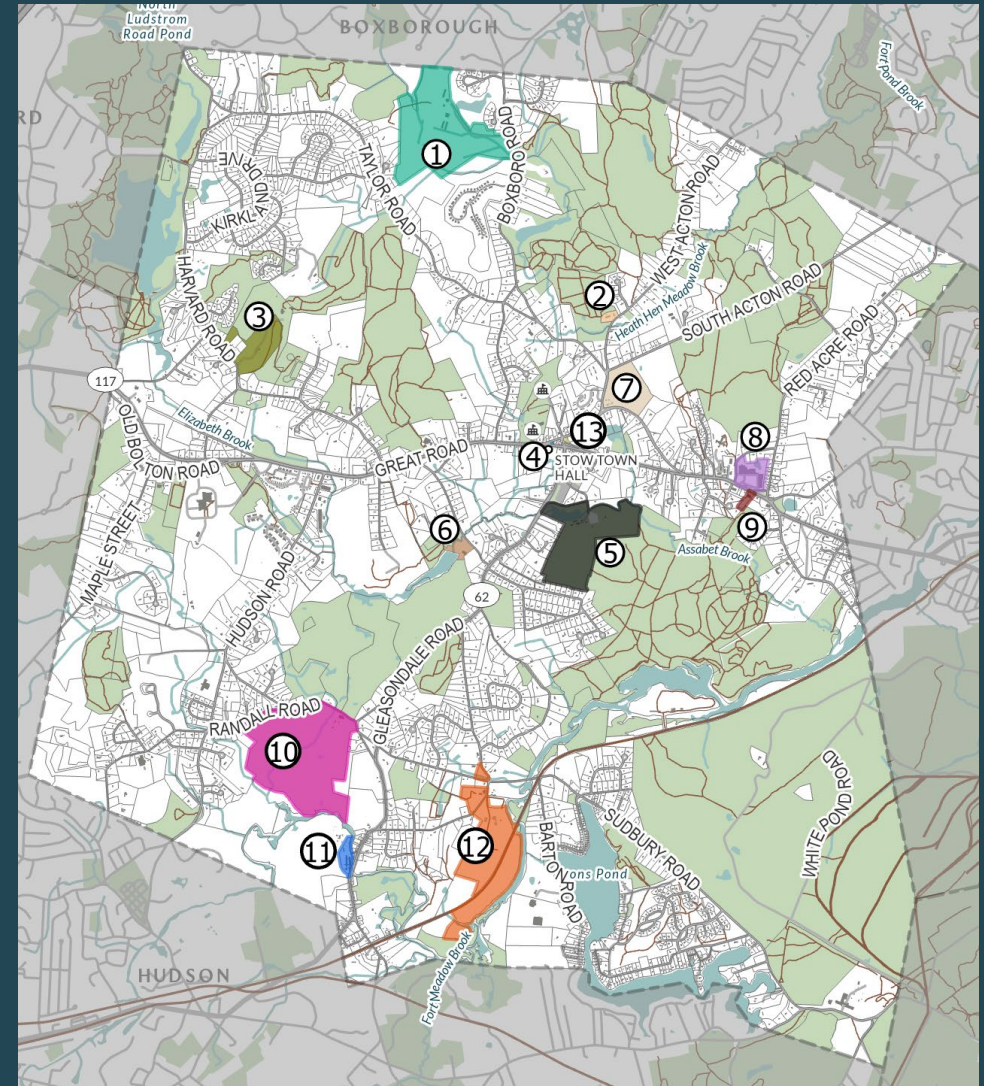 North
Ludstrom
Road Pond
BOXBOROUGH
Fort Pond Brook
RD
1
TAYLOR ROAD
BOXBORO ROAD
KIRKLAND DRIVE
WEST ACTON ROAD
HARVARD ROAD
2
Heath Hen Meadow Brook
SOUTH ACTON ROAD
3
RED ACRE ROAD
117
7
OLD BOLTON ROAD
Elizabeth Brook
GREAT ROAD
13
4
STOW TOWN
HALL
8
9
6
5
Assabet Brook
MAPLE STREET
HUDSON ROAD
62
GLEASONDALE ROAD
RANDALL ROAD
10
WHITE POND ROAD
SUDBURY ROAD
BARTON ROAD
11
12
ons Pond
Fort Meadow Brook
HUDSON